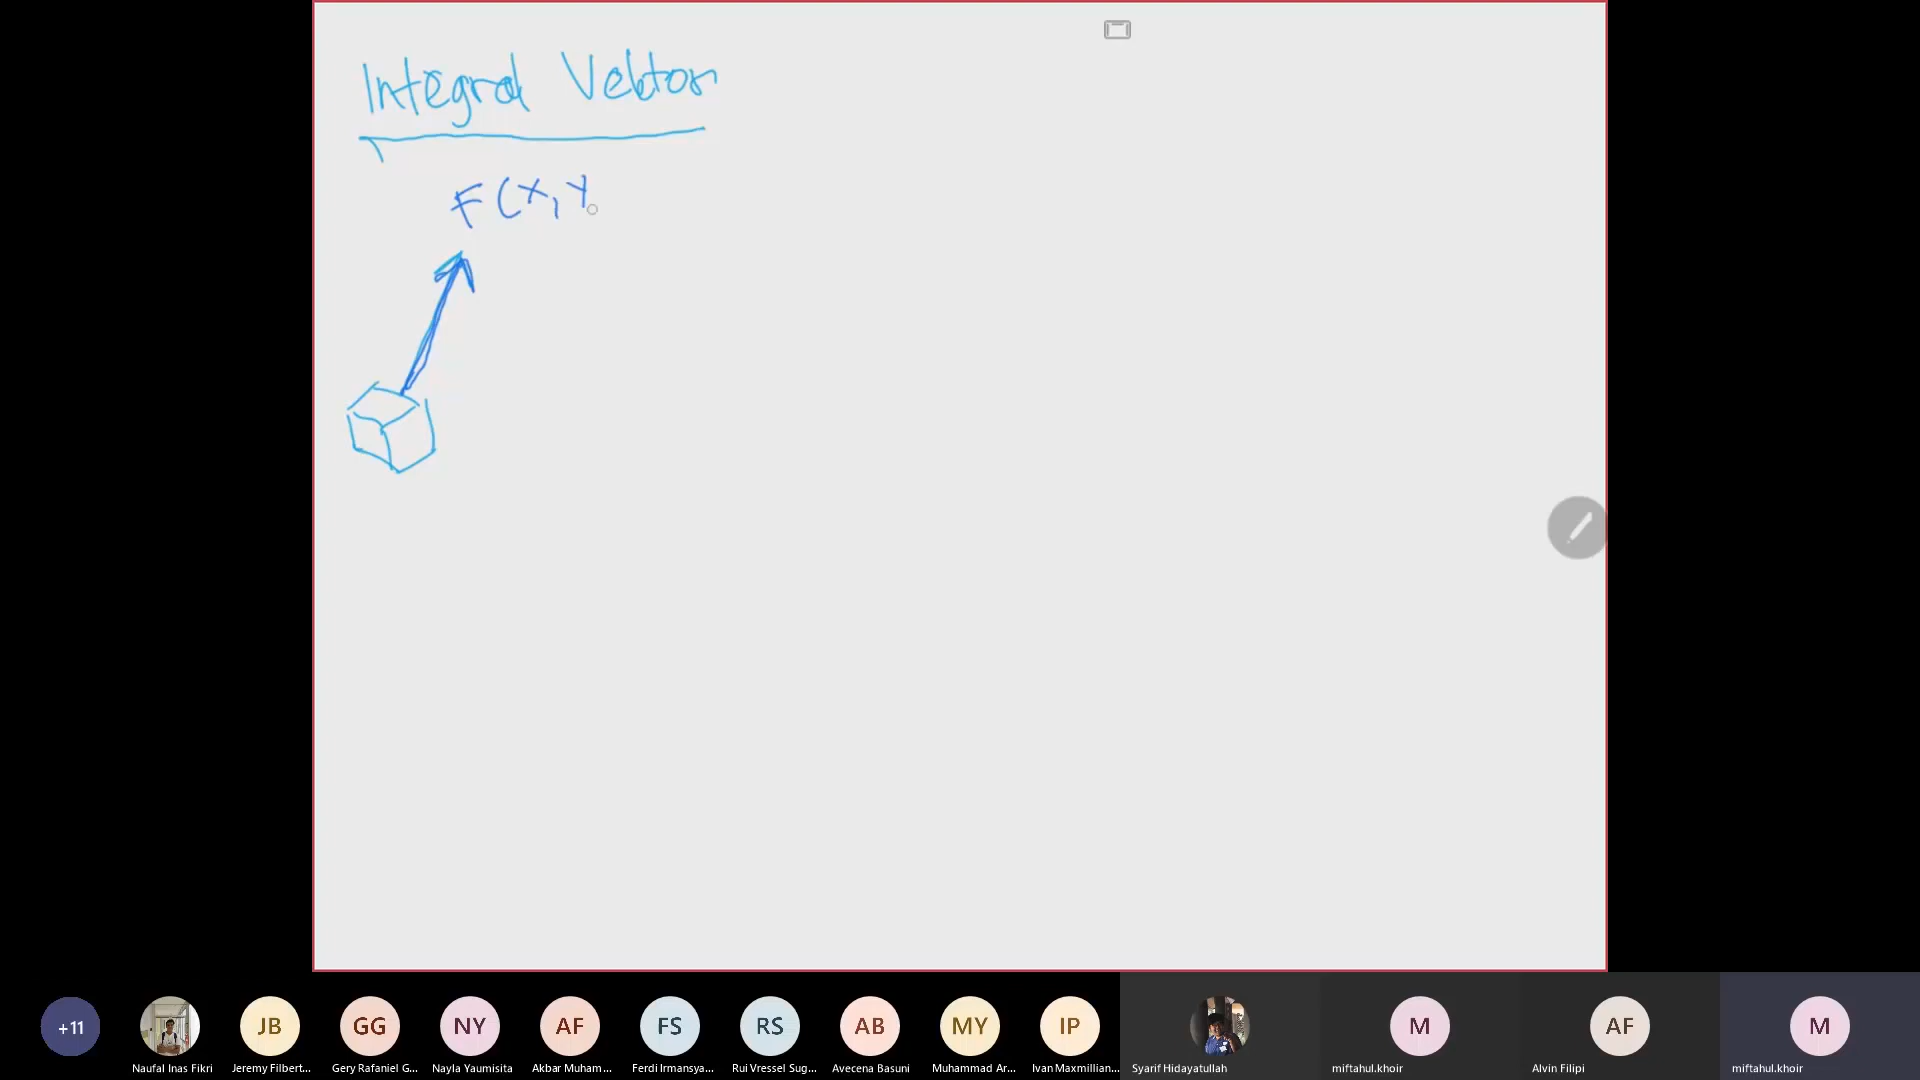 Integral Vektor
F(x, y
+11
JB
GG
NY
AF
FS
RS
AB
MY
IP
M
AF
M
Naufal Inas Fikri
Jeremy Filbert...
Gery Rafaniel G...
Nayla Yaumisita
Akbar Muham...
Ferdi Irmansya...
Rui Vressel Sug...
Avecena Basuni
Muhammad Ar...
Ivan Maxmillian...
Syarif Hidayatullah
miftahul.khoir
Alvin Filipi
miftahul.khoir